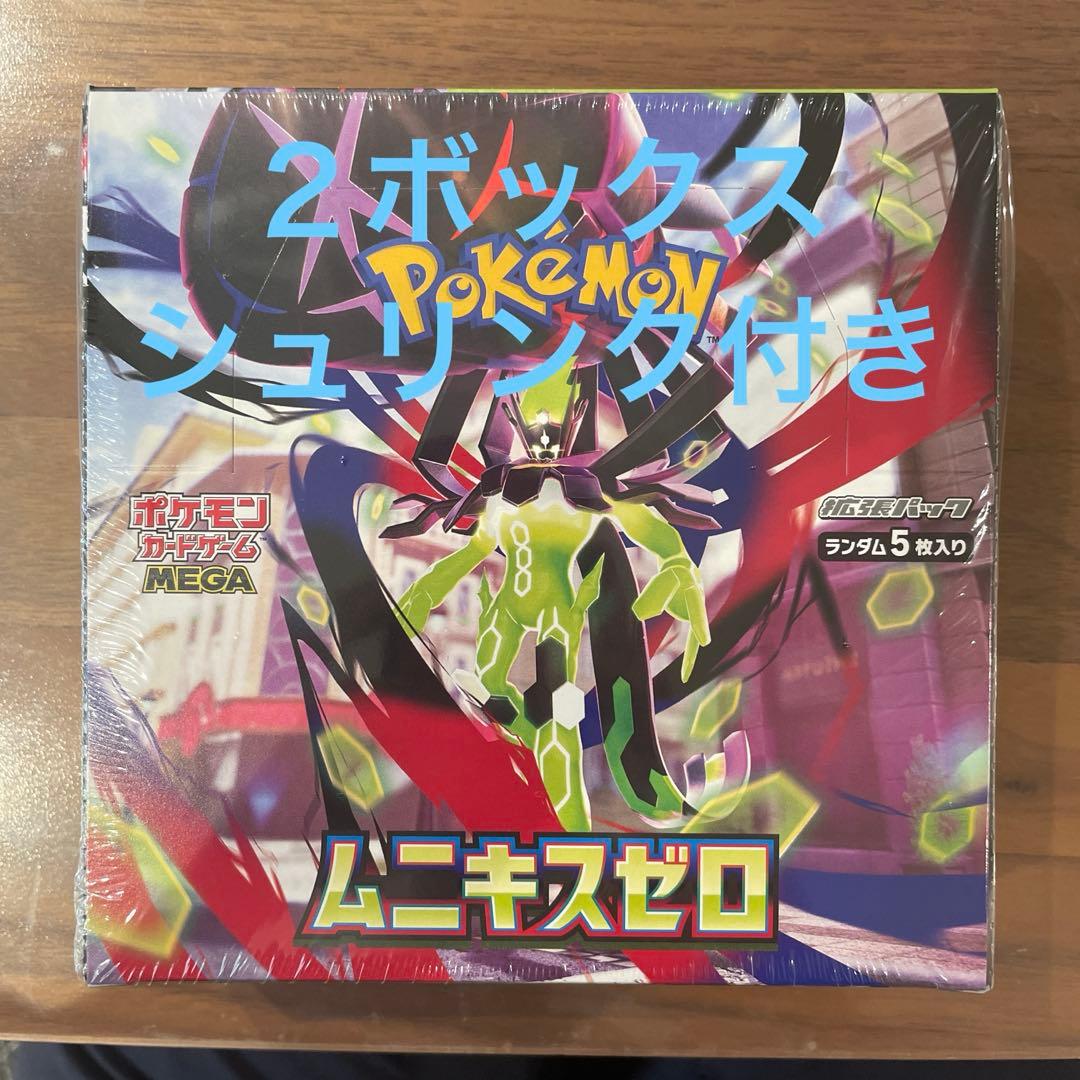 2ボックス
POKéMON
TM
シュリンク付き
ポケモン
カードゲーム
MEGA
拡張パック
ランダム5枚入り
ムニキスゼロ